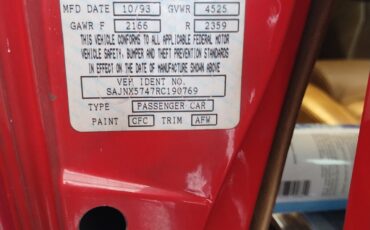 MFD DATE 10/93 GVWR 4525
GAWR F 2166 R 2359
THIS VEHICLE CONFORMS TO ALL APPLICABLE FEDERAL MOTOR
VEHICLE SAFETY, BUMPER AND THEFT PREVENTION STANDARDS
IN EFFECT ON THE DATE OF MANUFACTURE SHOWN ABOVE
VEH IDENT NO.
SAJNX5747RC190769
TYPE PASSENGER CAR
PAINT CFC TRIM AFW